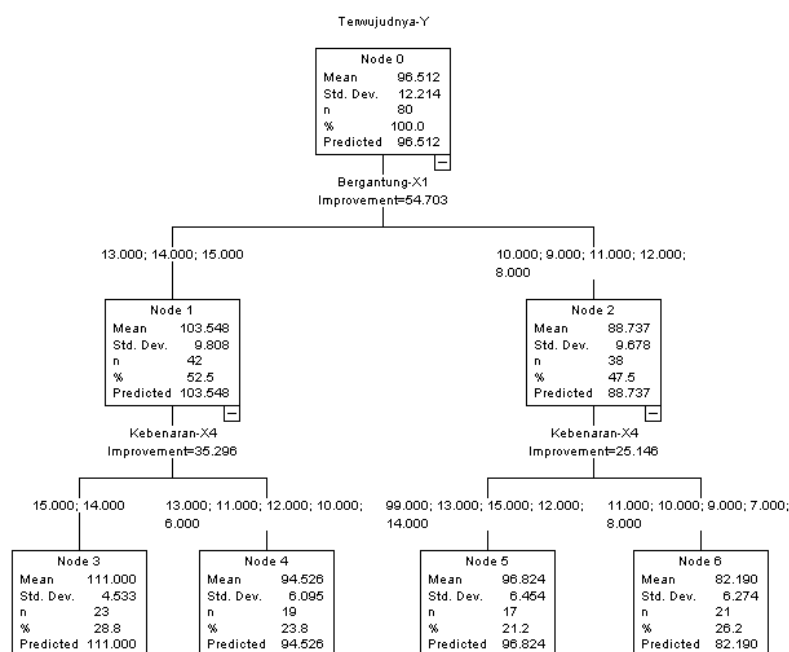 Terwujudnya-Y
Node 0
Mean 96.512
Std. Dev. 12.214
n 80
% 100.0
Predicted 96.512
Bergantung-X1
Improvement=54.703
13.000; 14.000; 15.000
10.000; 9.000; 11.000; 12.000;
8.000
Node 1
Mean 103.548
Std. Dev. 9.808
n 42
% 52.5
Predicted 103.548
Node 2
Mean 88.737
Std. Dev. 9.678
n 38
% 47.5
Predicted 88.737
Kebenaran-X4
Improvement=35.296
Kebenaran-X4
Improvement=25.146
15.000; 14.000
13.000; 11.000; 12.000; 10.000;
6.000
99.000; 13.000; 15.000; 12.000;
14.000
11.000; 10.000; 9.000; 7.000;
8.000
Node 3
Mean 111.000
Std. Dev. 4.533
n 23
% 28.8
Predicted 111.000
Node 4
Mean 94.526
Std. Dev. 6.095
n 19
% 23.8
Predicted 94.526
Node 5
Mean 96.824
Std. Dev. 6.454
n 17
% 21.2
Predicted 96.824
Node 6
Mean 82.190
Std. Dev. 6.274
n 21
% 26.2
Predicted 82.190